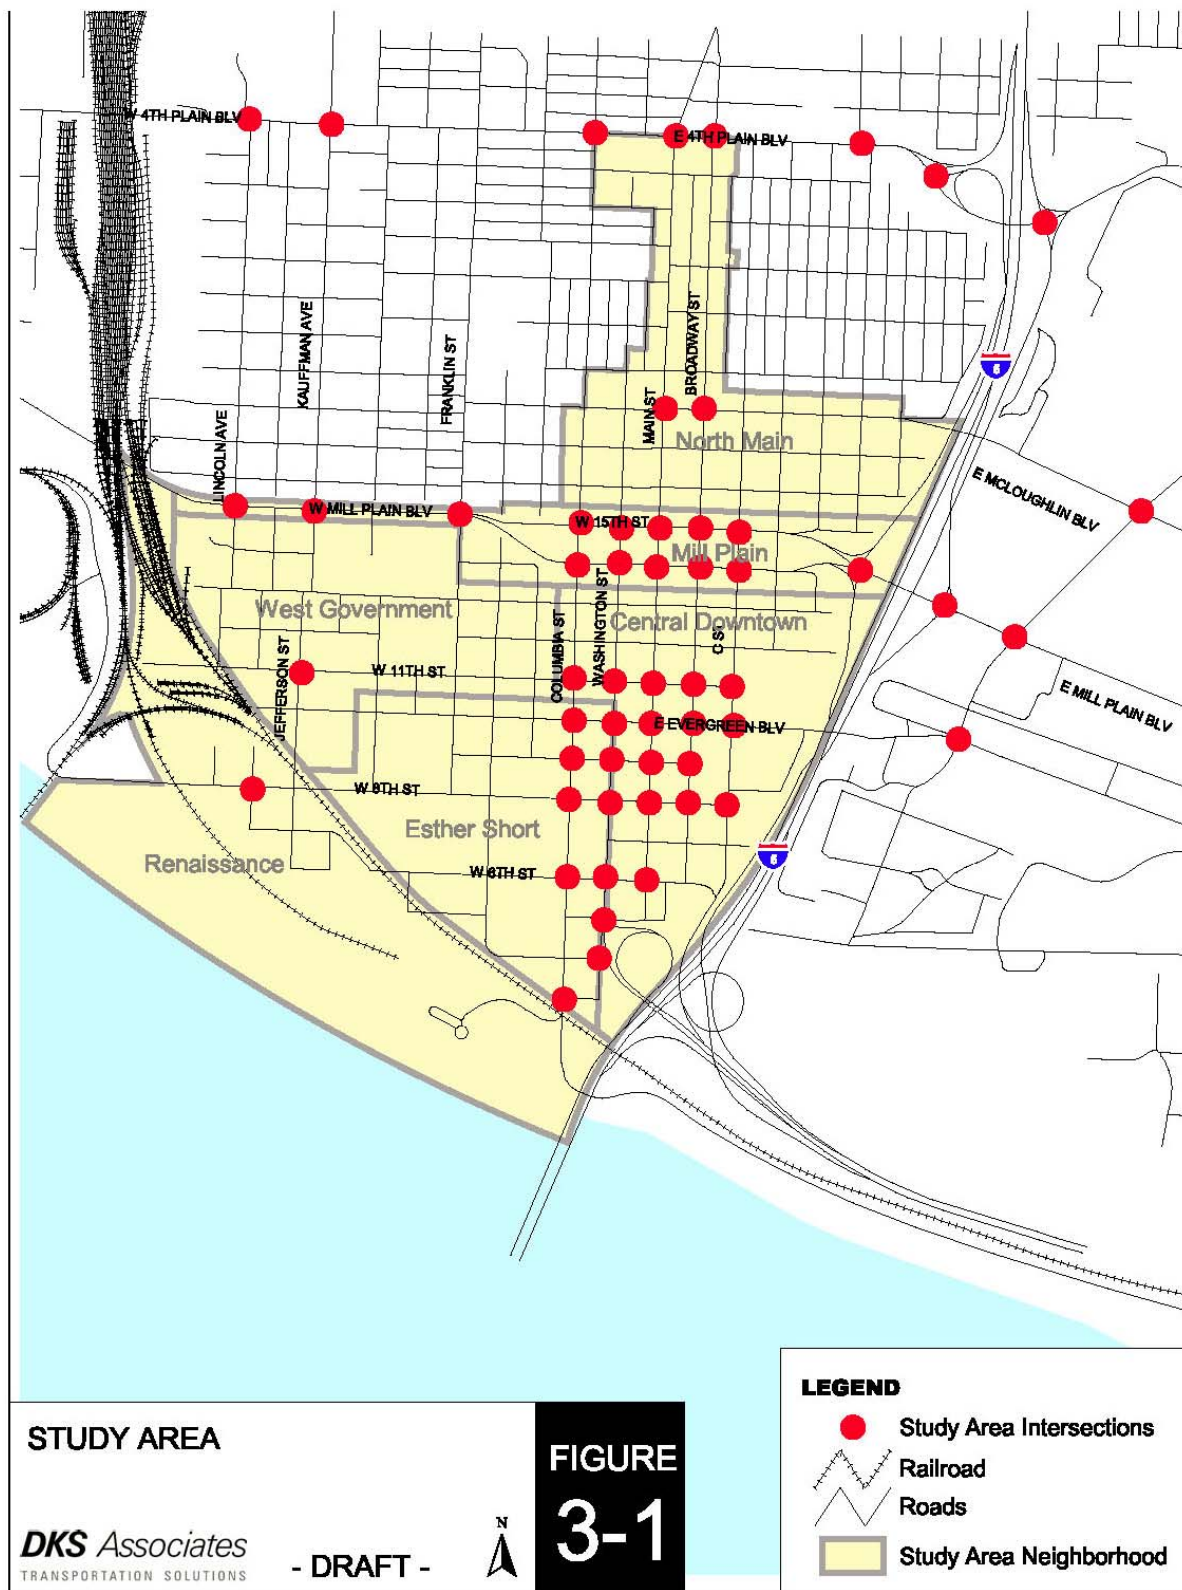 W 4TH PLAIN BLV
E 4TH PLAIN BLV
KAUFFMAN AVE
FRANKLIN ST
BROADWAY ST
5
MAIN ST
LINCOLN AVE
North Main
E MCLOUGHLIN BLV
W MILL PLAIN BLV
W 15TH ST
Mill Plain
West Government
WASHINGTON ST
Central Downtown
COLUMBIA ST
C ST
JEFFERSON ST
W 11TH ST
E MILL PLAIN BLV
E EVERGREEN BLV
W 8TH ST
Esther Short
5
Renaissance
W 6TH ST
LEGEND
Study Area Intersections
Railroad
Roads
Study Area Neighborhood
STUDY AREA
FIGURE
3-1
N
DKS Associates
TRANSPORTATION SOLUTIONS
- DRAFT -